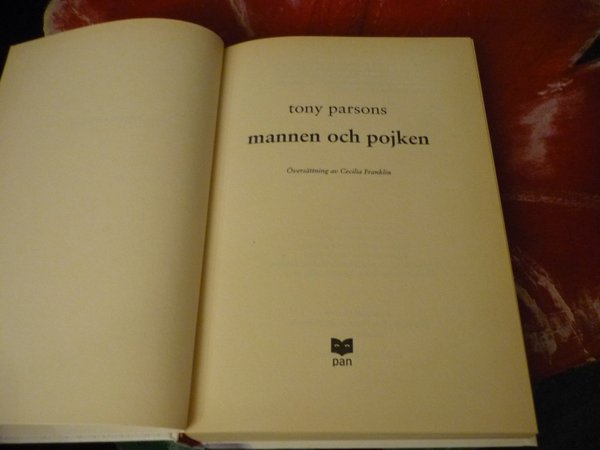 tony parsons
mannen och pojken
Översättning av Cecilia Franklin
pan